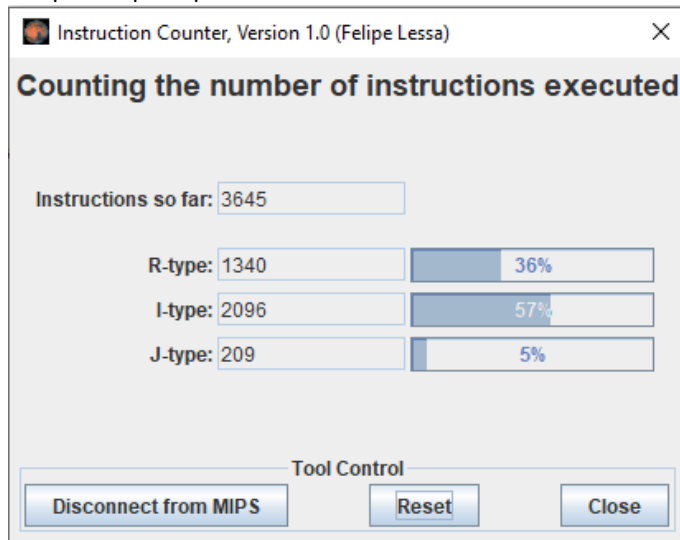 Instruction Counter, Version 1.0 (Felipe Lessa)
Counting the number of instructions executed
Instructions so far: 3645
R-type: 1340 36%
I-type: 2096 57%
J-type: 209 5%
Tool Control
Disconnect from MIPS Reset Close